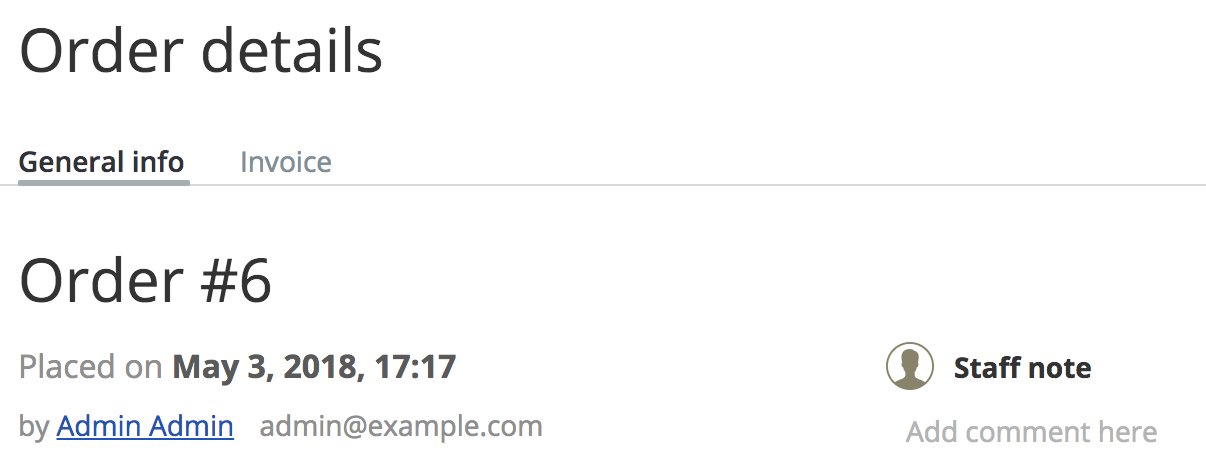 Order details
General info Invoice
Order #6
Placed on May 3, 2018, 17:17
by Admin Admin admin@example.com
Staff note
Add comment here